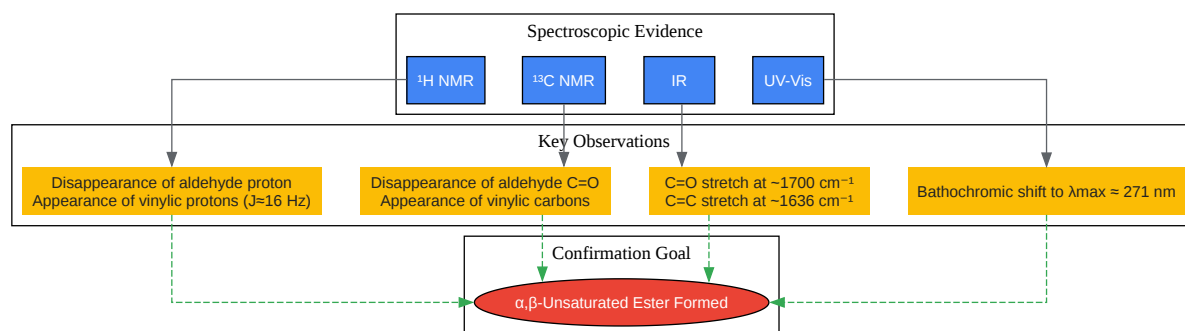 Spectroscopic Evidence
¹H NMR
¹³C NMR
IR
UV-Vis
Key Observations
Disappearance of aldehyde proton
Appearance of vinylic protons (J≈16 Hz)
Disappearance of aldehyde C=O
Appearance of vinylic carbons
C=O stretch at ~1700 cm⁻¹
C=C stretch at ~1636 cm⁻¹
Bathochromic shift to λmax ≈ 271 nm
Confirmation Goal
α,β-Unsaturated Ester Formed